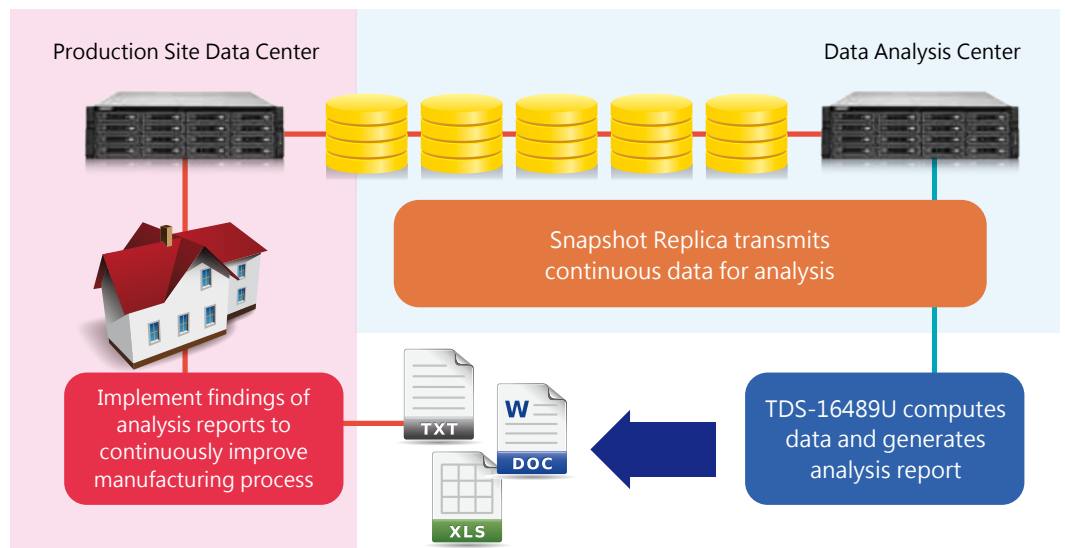 Production Site Data Center
Data Analysis Center
Snapshot Replica transmits
continuous data for analysis
Implement findings of
analysis reports to
continuously improve
manufacturing process
TXT
W
DOC
XLS
TDS-16489U computes
data and generates
analysis report